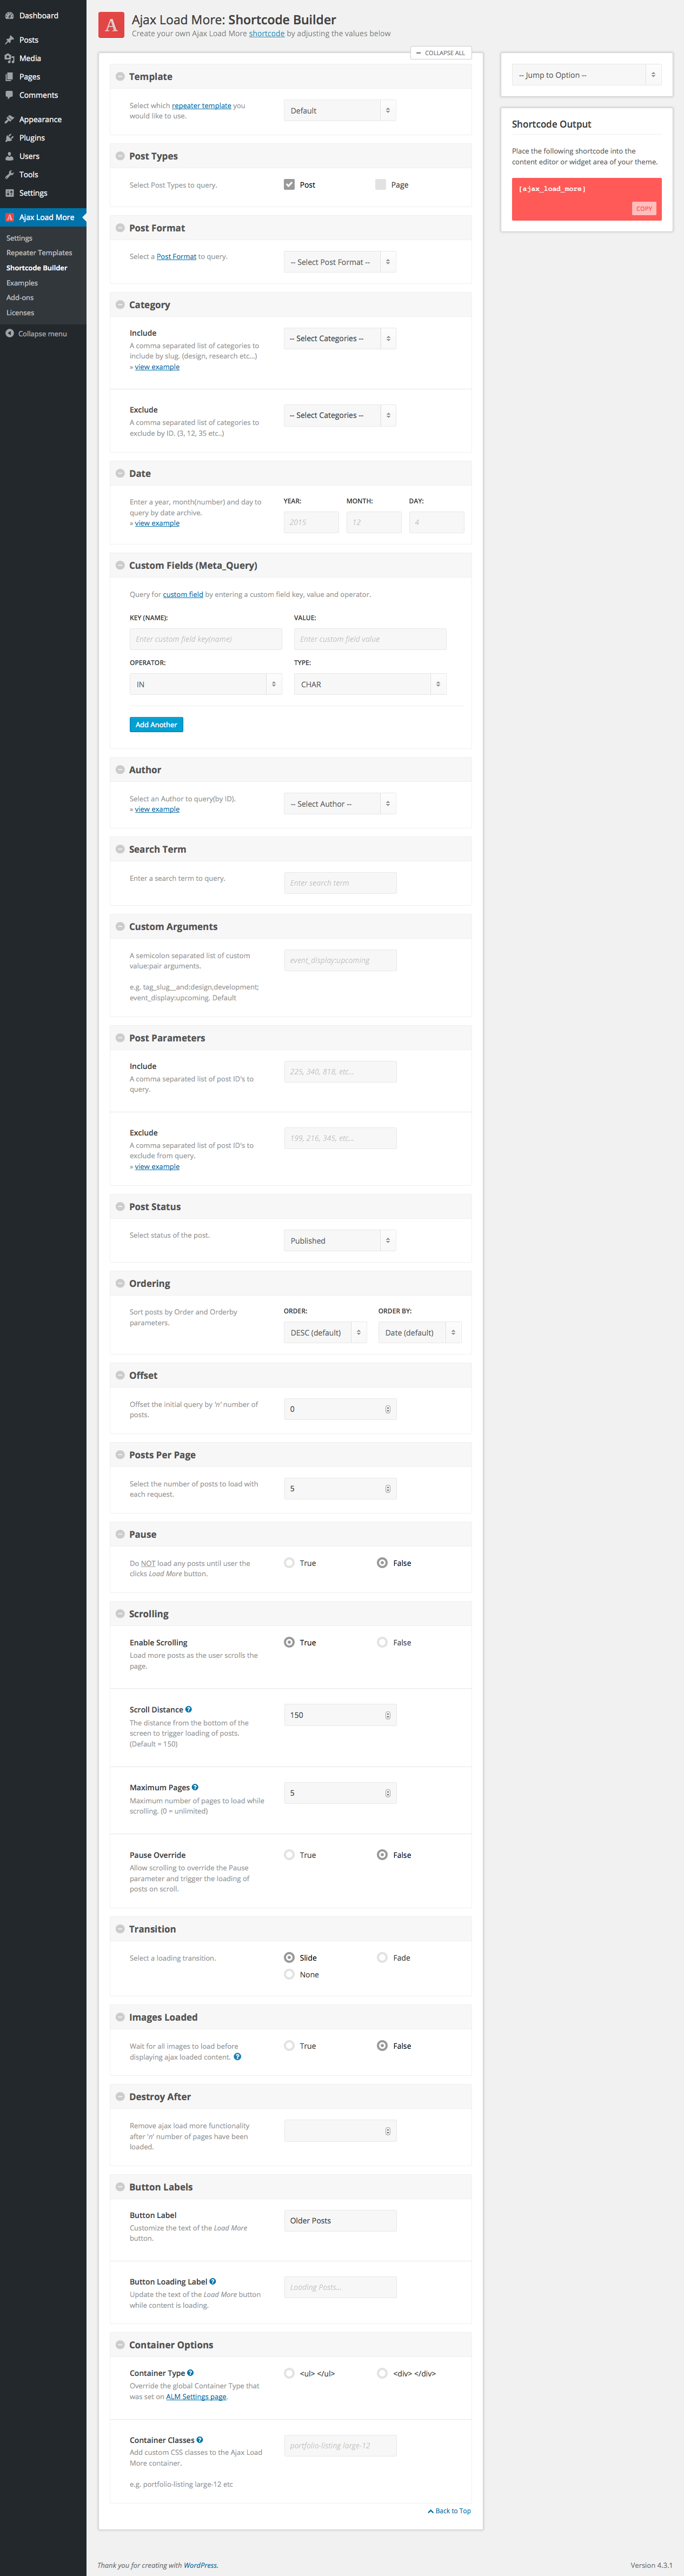 Dashboard
Posts
Media
Pages
Comments
Appearance
Plugins
Users
Tools
Settings
A Ajax Load More
Settings
Repeater Templates
Shortcode Builder
Examples
Add-ons
Licenses
Collapse menu
A
Ajax Load More: Shortcode Builder
Create your own Ajax Load More shortcode by adjusting the values below
COLLAPSE ALL
Template
Select which repeater template you
would like to use.
Default
Post Types
Select Post Types to query.
Post
Page
Post Format
Select a Post Format to query.
-- Select Post Format --
Category
Include
A comma separated list of categories to
include by slug. (design, research etc...)
» view example
-- Select Categories --
Exclude
A comma separated list of categories to
exclude by ID. (3, 12, 35 etc..)
-- Select Categories --
Date
Enter a year, month(number) and day to
query by date archive.
» view example
YEAR: MONTH: DAY:
2015 12 4
Custom Fields (Meta_Query)
Query for custom field by entering a custom field key, value and operator.
KEY (NAME): VALUE:
Enter custom field key(name) Enter custom field value
OPERATOR: TYPE:
IN CHAR
Add Another
Author
Select an Author to query(by ID).
» view example
-- Select Author --
Search Term
Enter a search term to query.
Enter search term
Custom Arguments
A semicolon separated list of custom
value:pair arguments.
e.g. tag_slug__and:design,development;
event_display:upcoming. Default
event_display:upcoming
Post Parameters
Include
A comma separated list of post ID's to
query.
225, 340, 818, etc...
Exclude
A comma separated list of post ID's to
exclude from query.
» view example
199, 216, 345, etc...
Post Status
Select status of the post.
Published
Ordering
Sort posts by Order and Orderby
parameters.
ORDER: ORDER BY:
DESC (default) Date (default)
Offset
Offset the initial query by 'n' number of
posts.
0
Posts Per Page
Select the number of posts to load with
each request.
5
Pause
Do NOT load any posts until user the
clicks Load More button.
True False
Scrolling
Enable Scrolling
Load more posts as the user scrolls the
page.
True False
Scroll Distance
The distance from the bottom of the
screen to trigger loading of posts.
(Default = 150)
150
Maximum Pages
Maximum number of pages to load while
scrolling. (0 = unlimited)
5
Pause Override
Allow scrolling to override the Pause
parameter and trigger the loading of
posts on scroll.
True False
Transition
Select a loading transition.
Slide Fade
None
Images Loaded
Wait for all images to load before
displaying ajax loaded content.
True False
Destroy After
Remove ajax load more functionality
after 'n' number of pages have been
loaded.
Button Labels
Button Label
Customize the text of the Load More
button.
Older Posts
Button Loading Label
Update the text of the Load More button
while content is loading.
Loading Posts...
Container Options
Container Type
Override the global Container Type that
was set on ALM Settings page.
<ul> </ul> <div> </div>
Container Classes
Add custom CSS classes to the Ajax Load
More container.
e.g. portfolio-listing large-12 etc
portfolio-listing large-12
Back to Top
-- Jump to Option --
Shortcode Output
Place the following shortcode into the
content editor or widget area of your theme.
[ajax_load_more]
COPY
Thank you for creating with WordPress.
Version 4.3.1